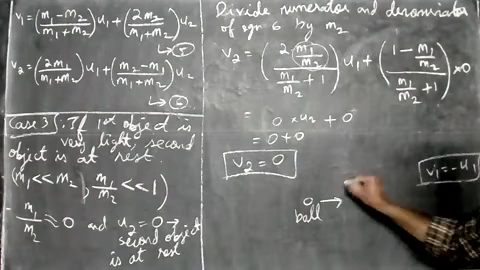 v₁ = (m₁-m₂ / m₁+m₂) u₁ + (2m₂ / m₁+m₂) u₂
→ 5
v₂ = (2m₁ / m₁+m₂) u₁ + (m₂-m₁ / m₁+m₂) u₂
→ 6
Case 3. If 1st object is
very light, second
object is at rest.
(m₁<<m₂, m₁/m₂ <<1)
- m₁/m₂ ≈ 0 and u₂=0 →
second object
is at rest
Divide numerator and denominator
of eqn 6 by m₂
v₂ = (2(m₁/m₂) / m₁/m₂ + 1) u₁ + (1 - m₁/m₂ / m₁/m₂ + 1) × 0
= 0 × u₂ + 0
= 0 + 0
v₂ = 0
v₁ = -u₁
ball →